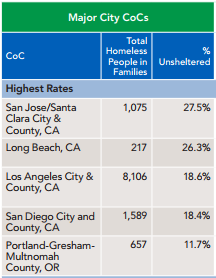 Major City CoCs
CoC
Total
Homeless
People in
Families
%
Unsheltered
Highest Rates
San Jose/Santa
Clara City &
County, CA
1,075
27.5%
Long Beach, CA
217
26.3%
Los Angeles City &
County, CA
8,106
18.6%
San Diego City and
County, CA
1,589
18.4%
Portland-Gresham-
Multnomah
County, OR
657
11.7%